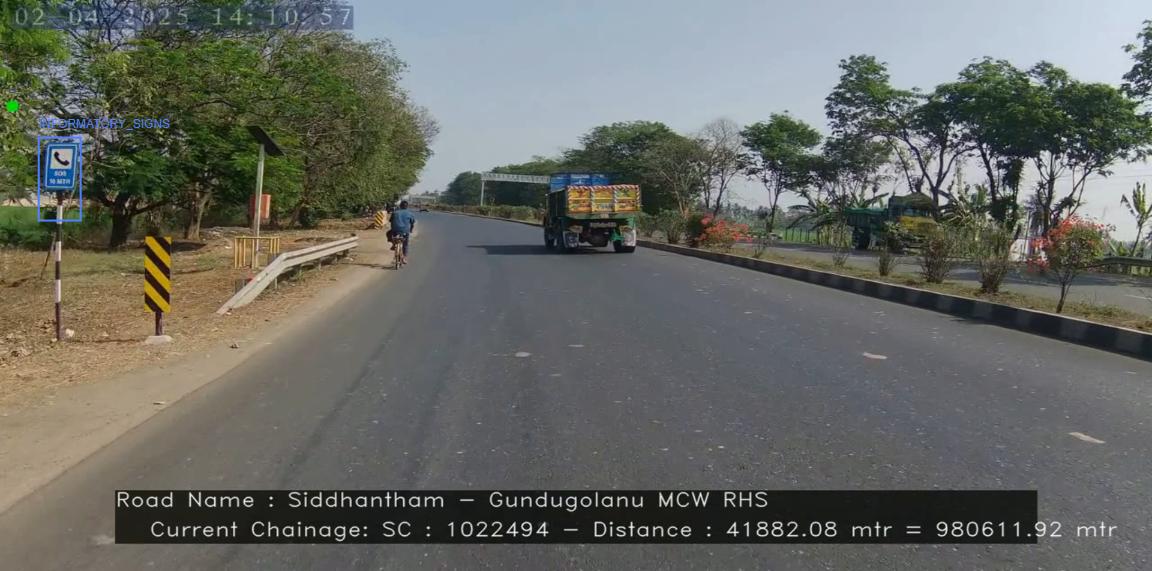 02-04-2025 14:10:57
INFORMATORY_SIGNS
SOS
50 MTR
Road Name : Siddhantham - Gundugolanu MCW RHS
Current Chainage: SC : 1022494 - Distance : 41882.08 mtr = 980611.92 mtr